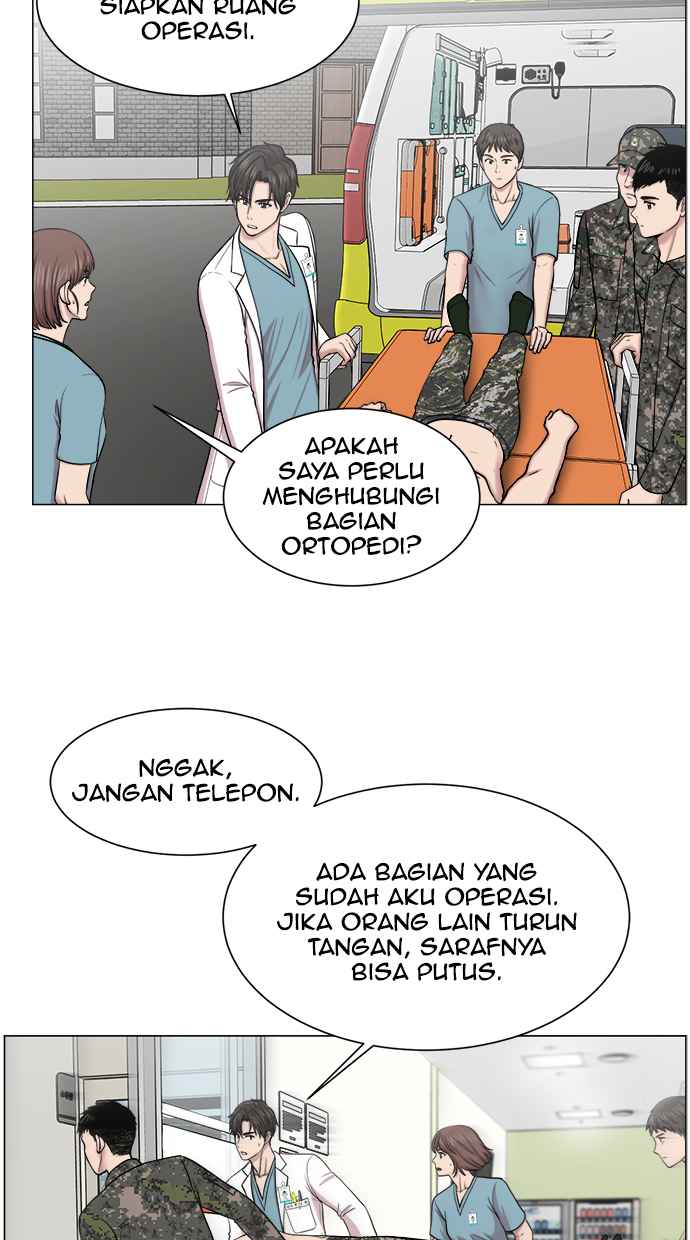 SIAPKAN RUANG
OPERASI.
APAKAH
SAYA PERLU
MENGHUBUNGI
BAGIAN
ORTOPEDI?
NGGAK,
JANGAN TELEPON.
ADA BAGIAN YANG
SUDAH AKU OPERASI.
JIKA ORANG LAIN TURUN
TANGAN, SARAFNYA
BISA PUTUS.